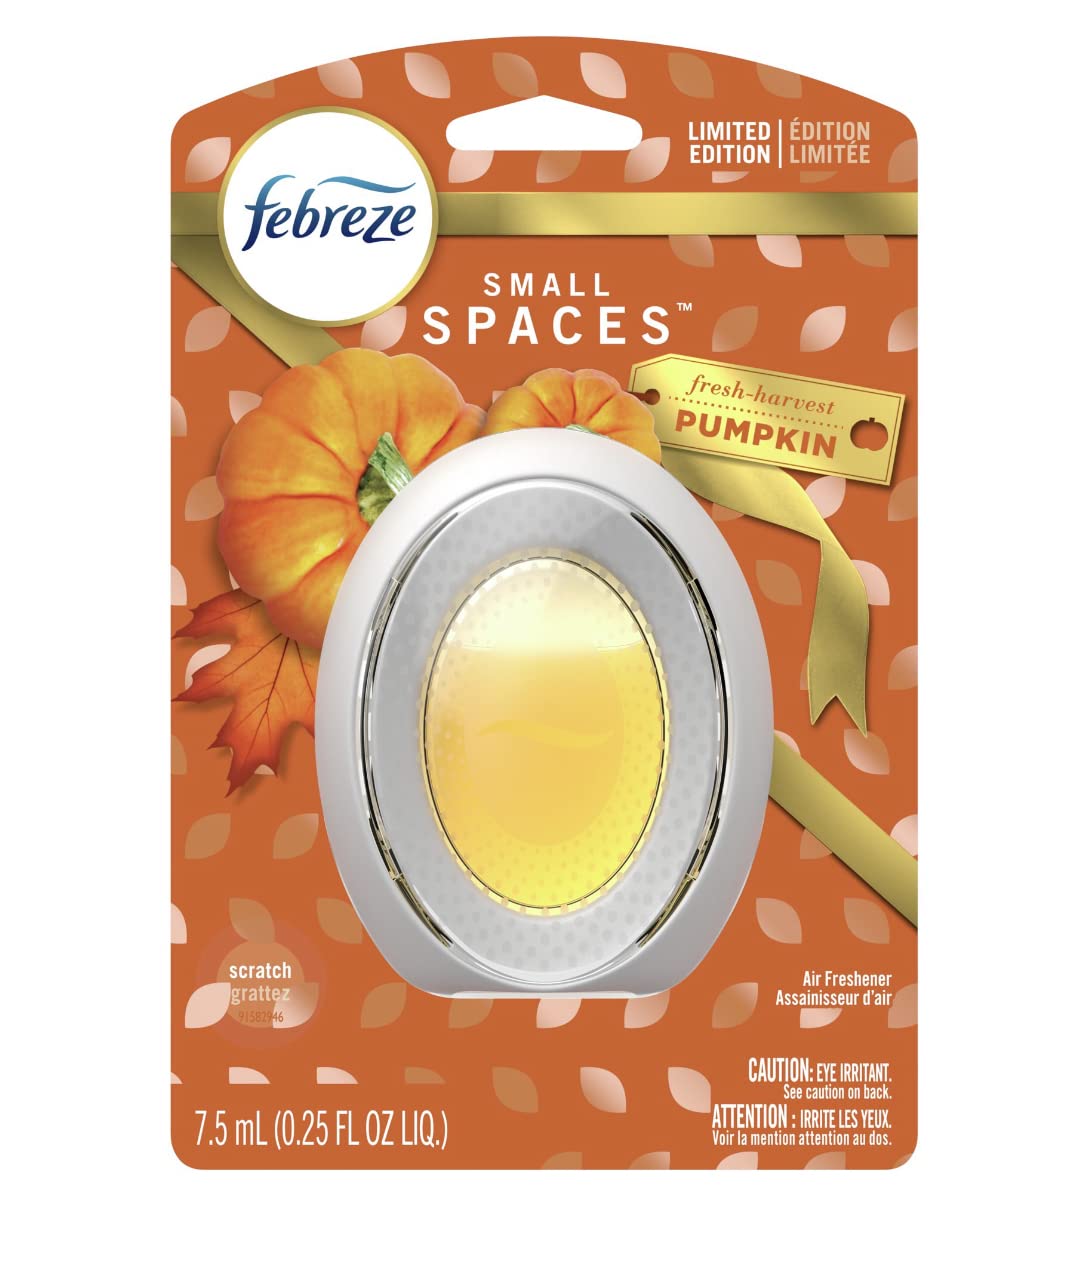 febreze
LIMITED
EDITION
ÉDITION
LIMITÉE
SMALL
SPACES™
fresh-harvest
PUMPKIN
scratch
grattez
91582946
Air Freshener
Assainisseur d'air
CAUTION: EYE IRRITANT.
See caution on back.
ATTENTION : IRRITE LES YEUX.
Voir la mention attention au dos.
7.5 mL (0.25 FL OZ LIQ.)